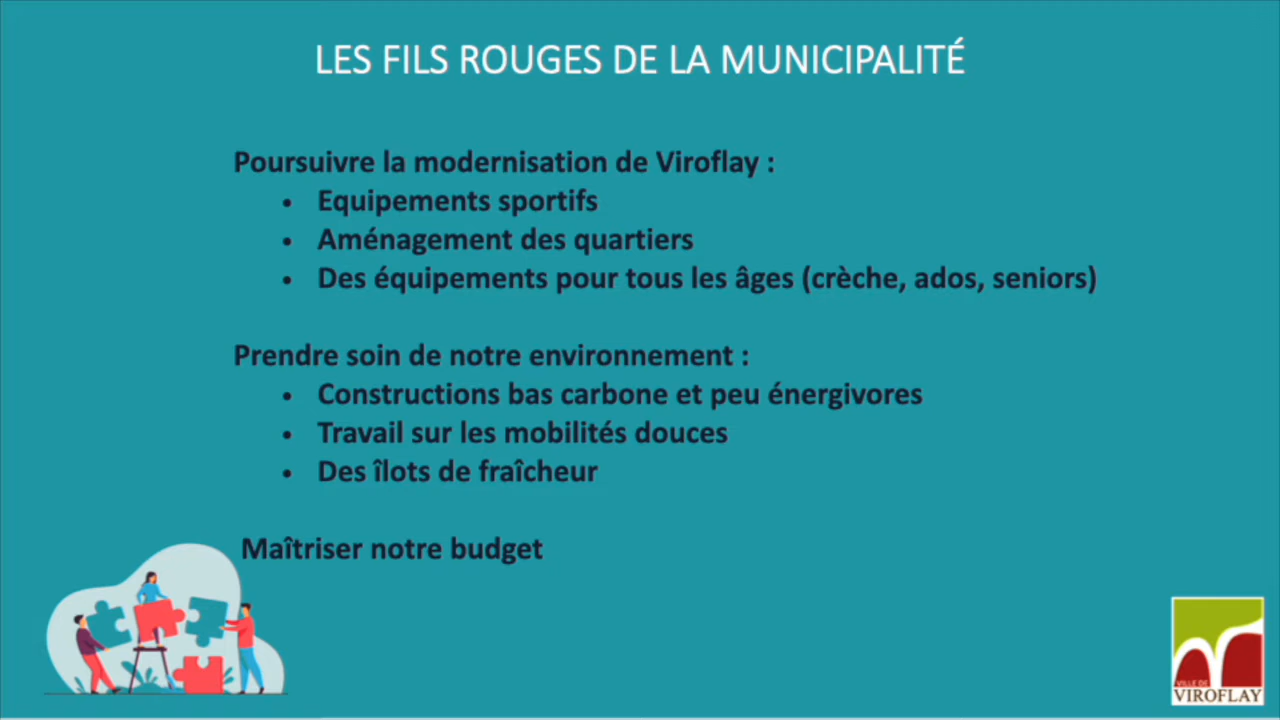 LES FILS ROUGES DE LA MUNICIPALITÉ
Poursuivre la modernisation de Viroflay :
• Equipements sportifs
• Aménagement des quartiers
• Des équipements pour tous les âges (crèche, ados, seniors)
Prendre soin de notre environnement :
• Constructions bas carbone et peu énergivores
• Travail sur les mobilités douces
• Des îlots de fraîcheur
Maîtriser notre budget
VILLE DE
VIROFLAY